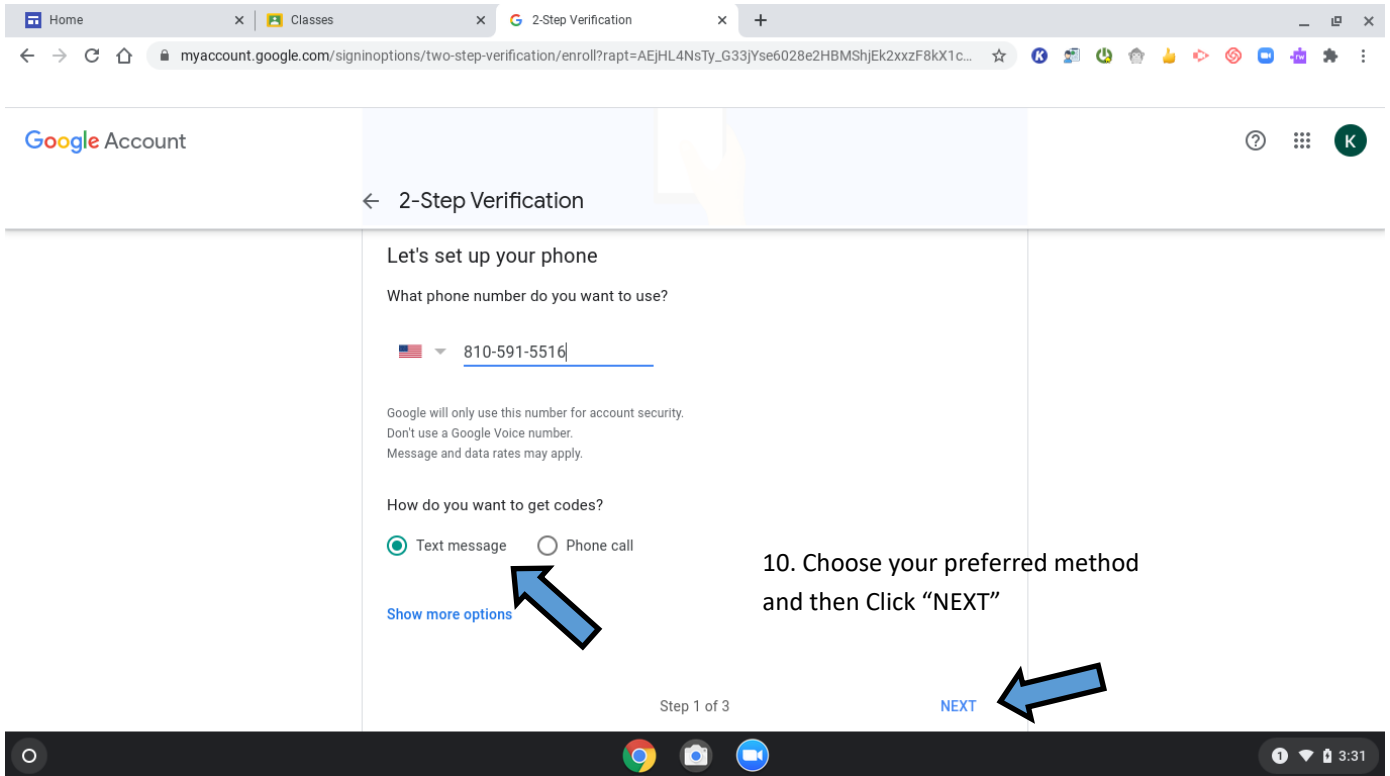 Home
Classes
2-Step Verification
myaccount.google.com/signinoptions/two-step-verification/enroll?rapt=AEjHL4NsTy_G33jYse6028e2HBMShjEk2xxzF8kX1c...
Google Account
K
2-Step Verification
Let's set up your phone
What phone number do you want to use?
810-591-5516
Google will only use this number for account security.
Don't use a Google Voice number.
Message and data rates may apply.
How do you want to get codes?
Text message
Phone call
10. Choose your preferred method
and then Click “NEXT”
Show more options
Step 1 of 3
NEXT
1
3:31